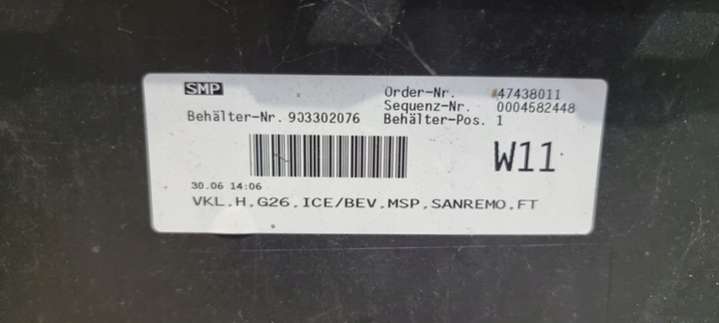 SMP
Order-Nr. #47438011
Sequenz-Nr. 0004582448
Behälter-Nr. 903302076 Behälter-Pos. 1
W11
30.06 14:06
VKL.H.G26.ICE/BEV.MSP.SANREMO.FT